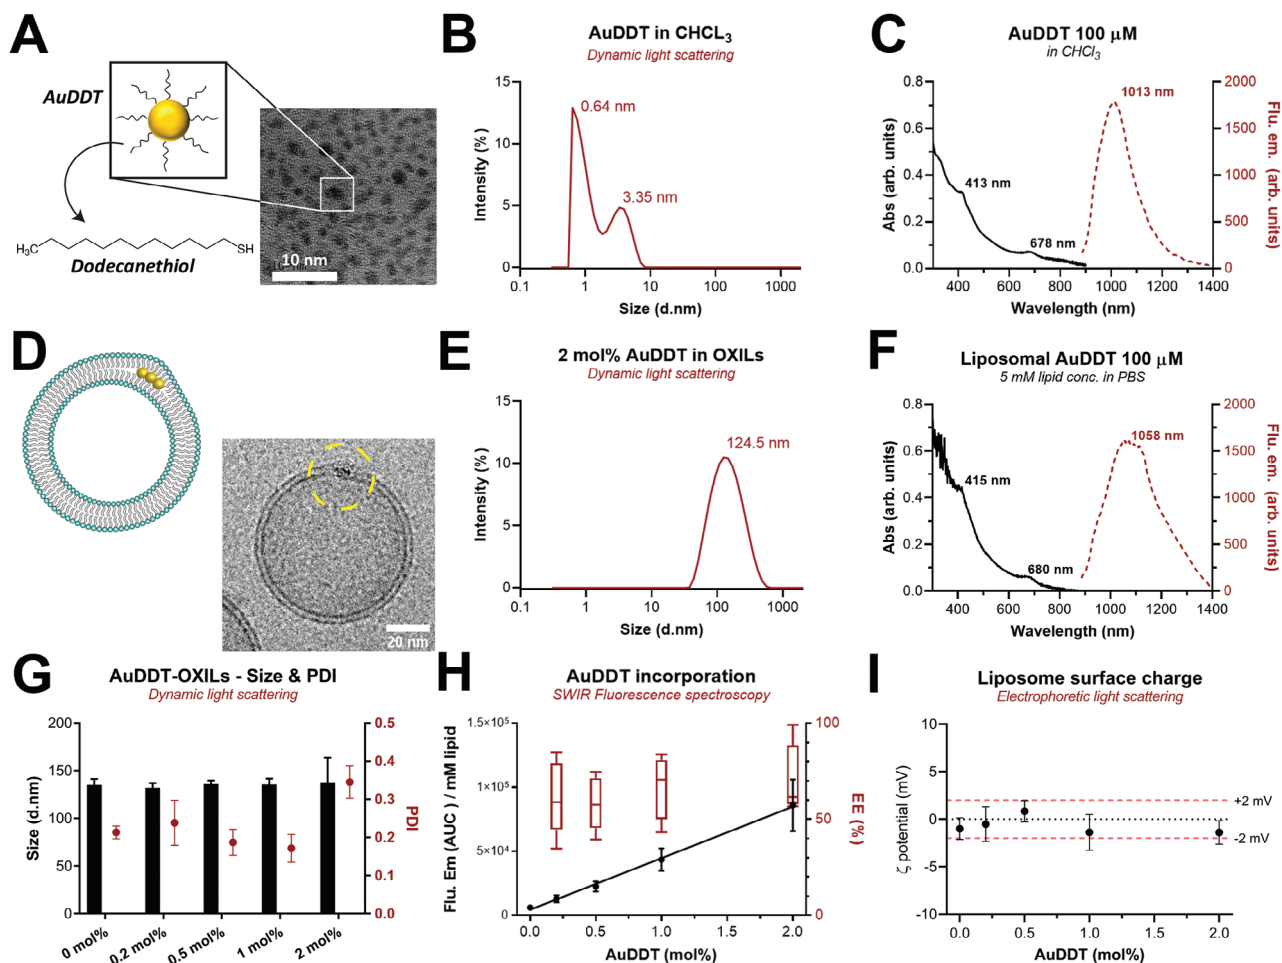 A
AuDDT
H₃C
SH
Dodecanethiol
10 nm
B
AuDDT in CHCL₃
Dynamic light scattering
15
10
5
0
Intensity (%)
0.64 nm
3.35 nm
0.1 1 10 100 1000
Size (d.nm)
C
AuDDT 100 μM
in CHCl₃
0.8
0.6
0.4
0.2
0.0
Abs (arb. units)
413 nm
678 nm
1013 nm
2000
1500
1000
500
0
Flu. em. (arb. units)
400 600 800 1000 1200 1400
Wavelength (nm)
D
20 nm
E
2 mol% AuDDT in OXILs
Dynamic light scattering
15
10
5
0
Intensity (%)
124.5 nm
0.1 1 10 100 1000
Size (d.nm)
F
Liposomal AuDDT 100 μM
5 mM lipid conc. in PBS
0.8
0.6
0.4
0.2
0.0
Abs (arb. units)
415 nm
680 nm
1058 nm
2000
1500
1000
500
0
Flu. em. (arb. units)
400 600 800 1000 1200 1400
Wavelength (nm)
G
AuDDT-OXILs - Size & PDI
Dynamic light scattering
200
150
100
50
0
Size (d.nm)
0.5
0.4
0.3
0.2
0.1
0.0
PDI
0 mol% 0.2 mol% 0.5 mol% 1 mol% 2 mol%
H
AuDDT incorporation
SWIR Fluorescence spectroscopy
1.5×10⁵
1×10⁵
5×10⁴
0
Flu. Em (AUC ) / mM lipid
100
50
0
EE (%)
0.0 0.5 1.0 1.5 2.0
AuDDT (mol%)
I
Liposome surface charge
Electrophoretic light scattering
10
5
0
-5
-10
ζ potential (mV)
+2 mV
-2 mV
0.0 0.5 1.0 1.5 2.0
AuDDT (mol%)